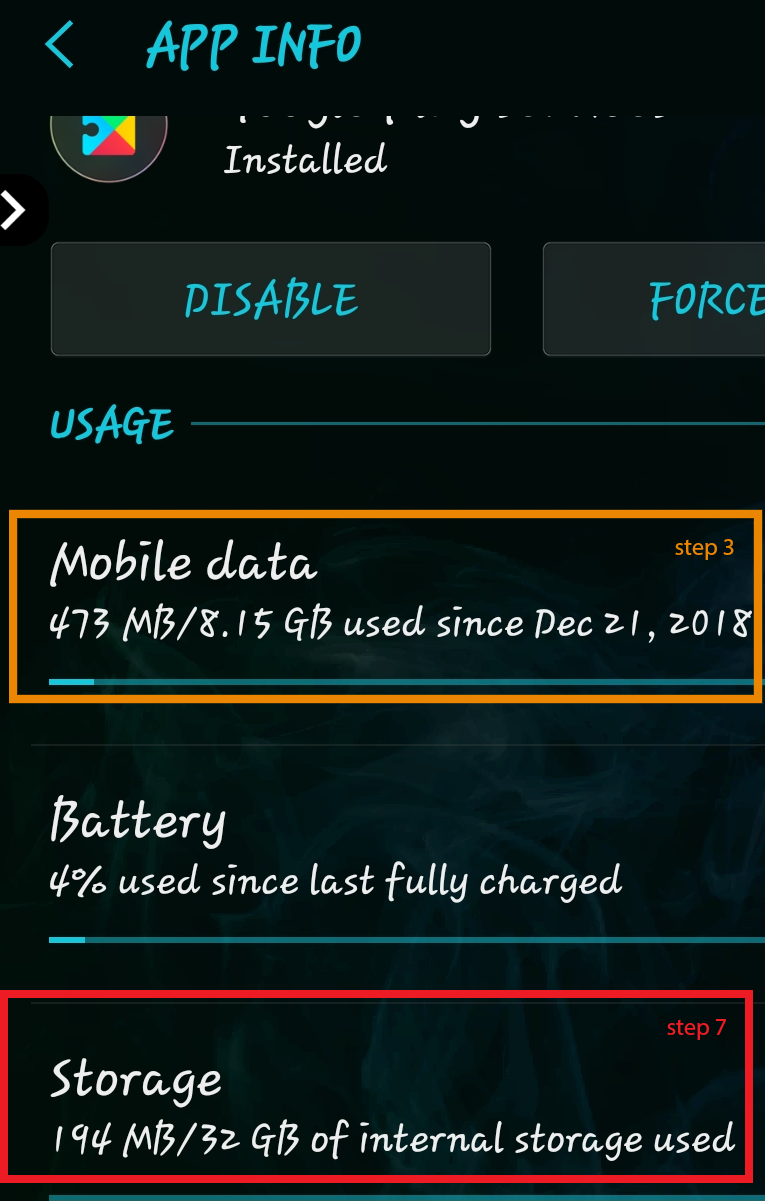 APP INFO
Installed
DISABLE
FORCE
USAGE
Mobile data
step 3
473 MB/8.15 GB used since Dec 21, 2018
Battery
4% used since last fully charged
step 7
Storage
194 MB/32 GB of internal storage used